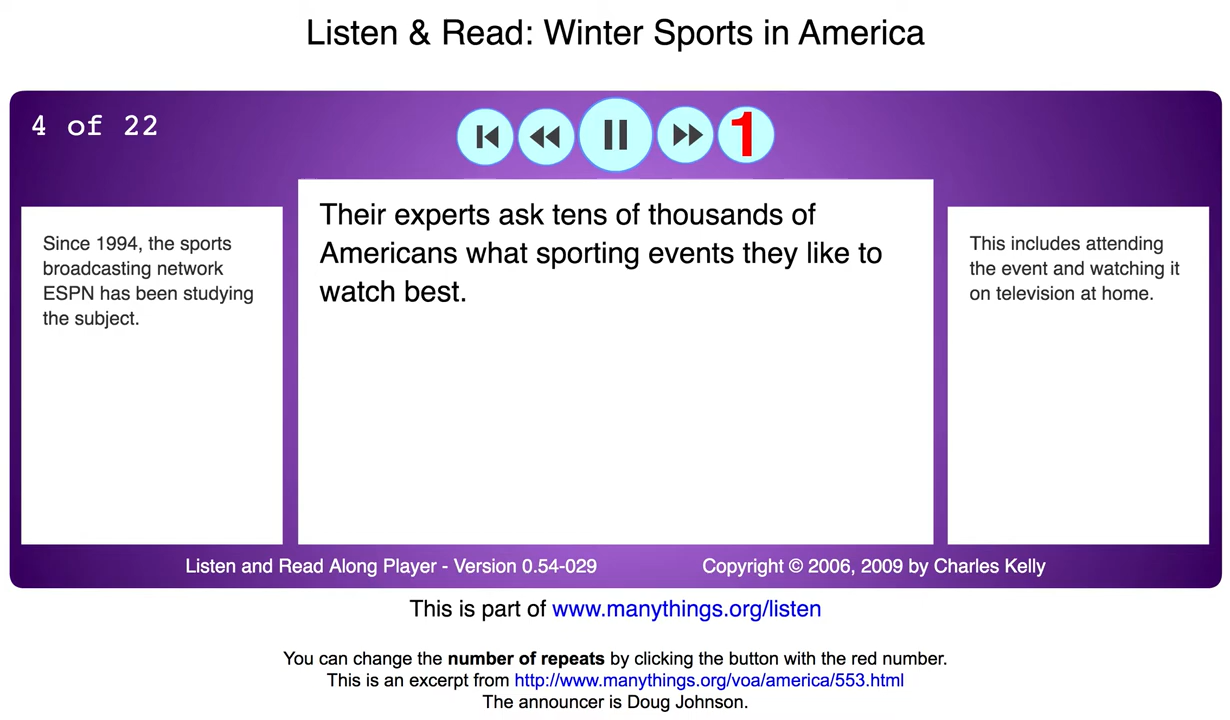 Listen & Read: Winter Sports in America
4 of 22
1
Since 1994, the sports
broadcasting network
ESPN has been studying
the subject.
Their experts ask tens of thousands of
Americans what sporting events they like to
watch best.
This includes attending
the event and watching it
on television at home.
Listen and Read Along Player - Version 0.54-029
Copyright © 2006, 2009 by Charles Kelly
This is part of www.manythings.org/listen
You can change the number of repeats by clicking the button with the red number.
This is an excerpt from http://www.manythings.org/voa/america/553.html
The announcer is Doug Johnson.